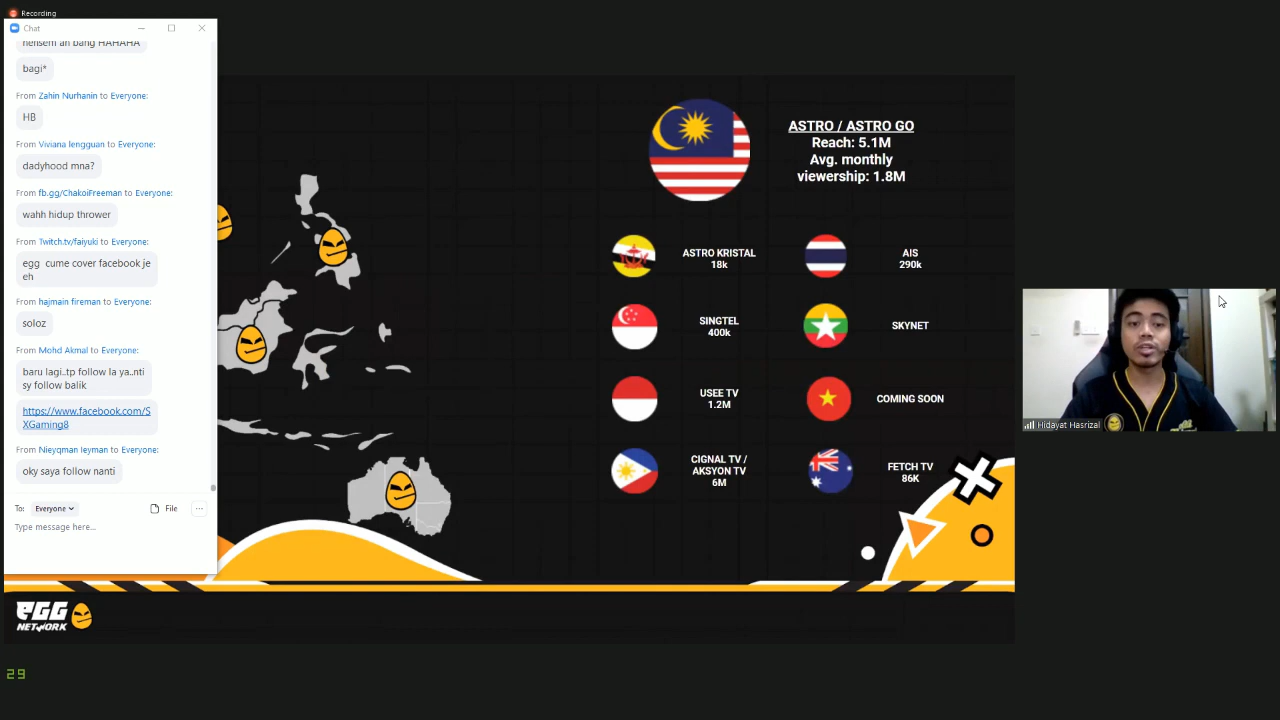 Recording
Chat
hensem ah bang HAHAHA
bagi*
From Zahin Nurhanin to Everyone:
HB
From Viviana lengguan to Everyone:
dadyhood mna?
From fb.gg/ChakoiFreeman to Everyone:
wahh hidup thrower
From Twitch.tv/faiyuki to Everyone:
egg cume cover facebook je
eh
From hajmain fireman to Everyone:
soloz
From Mohd Akmal to Everyone:
baru lagi..tp follow la ya..nti
sy follow balik
https://www.facebook.com/S
XGaming8
From Nieyqman leyman to Everyone:
oky saya follow nanti
To: Everyone
File
Type message here...
ASTRO / ASTRO GO
Reach: 5.1M
Avg. monthly
viewership: 1.8M
ASTRO KRISTAL
18k
AIS
290k
SINGTEL
400k
SKYNET
USEE TV
1.2M
COMING SOON
CIGNAL TV /
AKSYON TV
6M
FETCH TV
86K
Hidayat Hasrizal
EGG
NETWORK
29